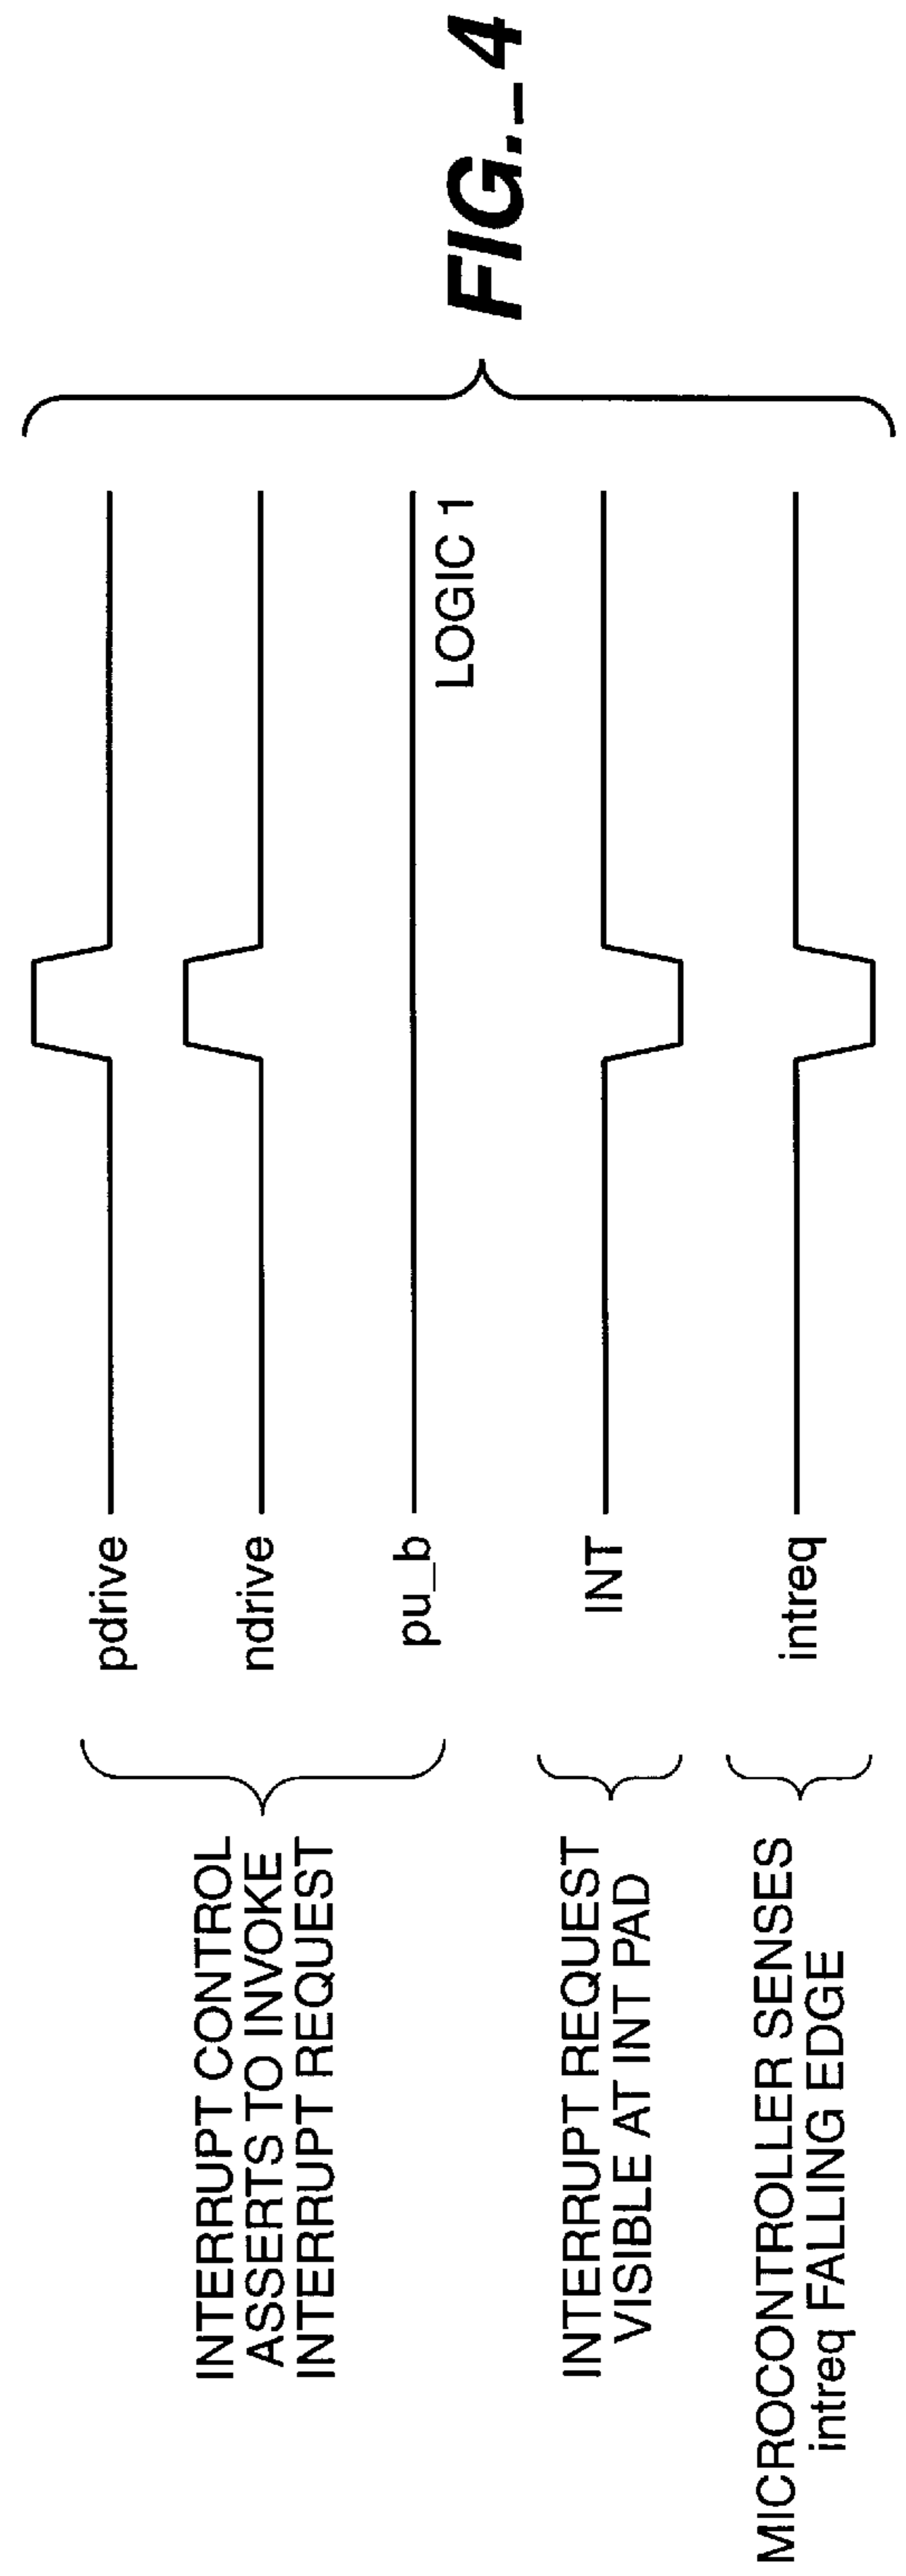 INTERRUPT CONTROL
ASSERTS TO INVOKE
INTERRUPT REQUEST
pdrive
ndrive
pu_b
LOGIC 1
INTERRUPT REQUEST
VISIBLE AT INT PAD
INT
MICROCONTROLLER SENSES
intreq FALLING EDGE
intreq
FIG._4